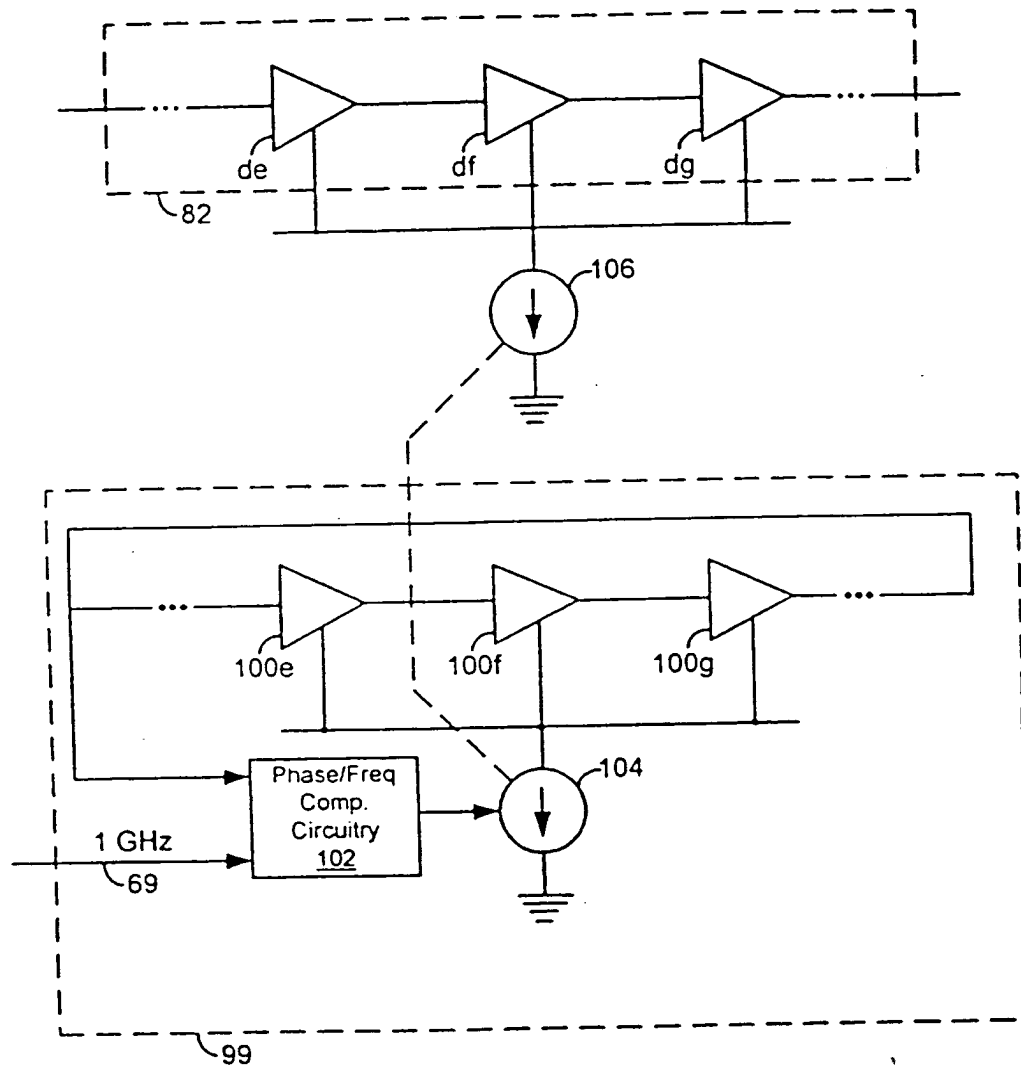 ...
...
de
df
dg
82
106
...
...
100e
100f
100g
Phase/Freq
Comp.
Circuitry
102
104
1 GHz
69
99